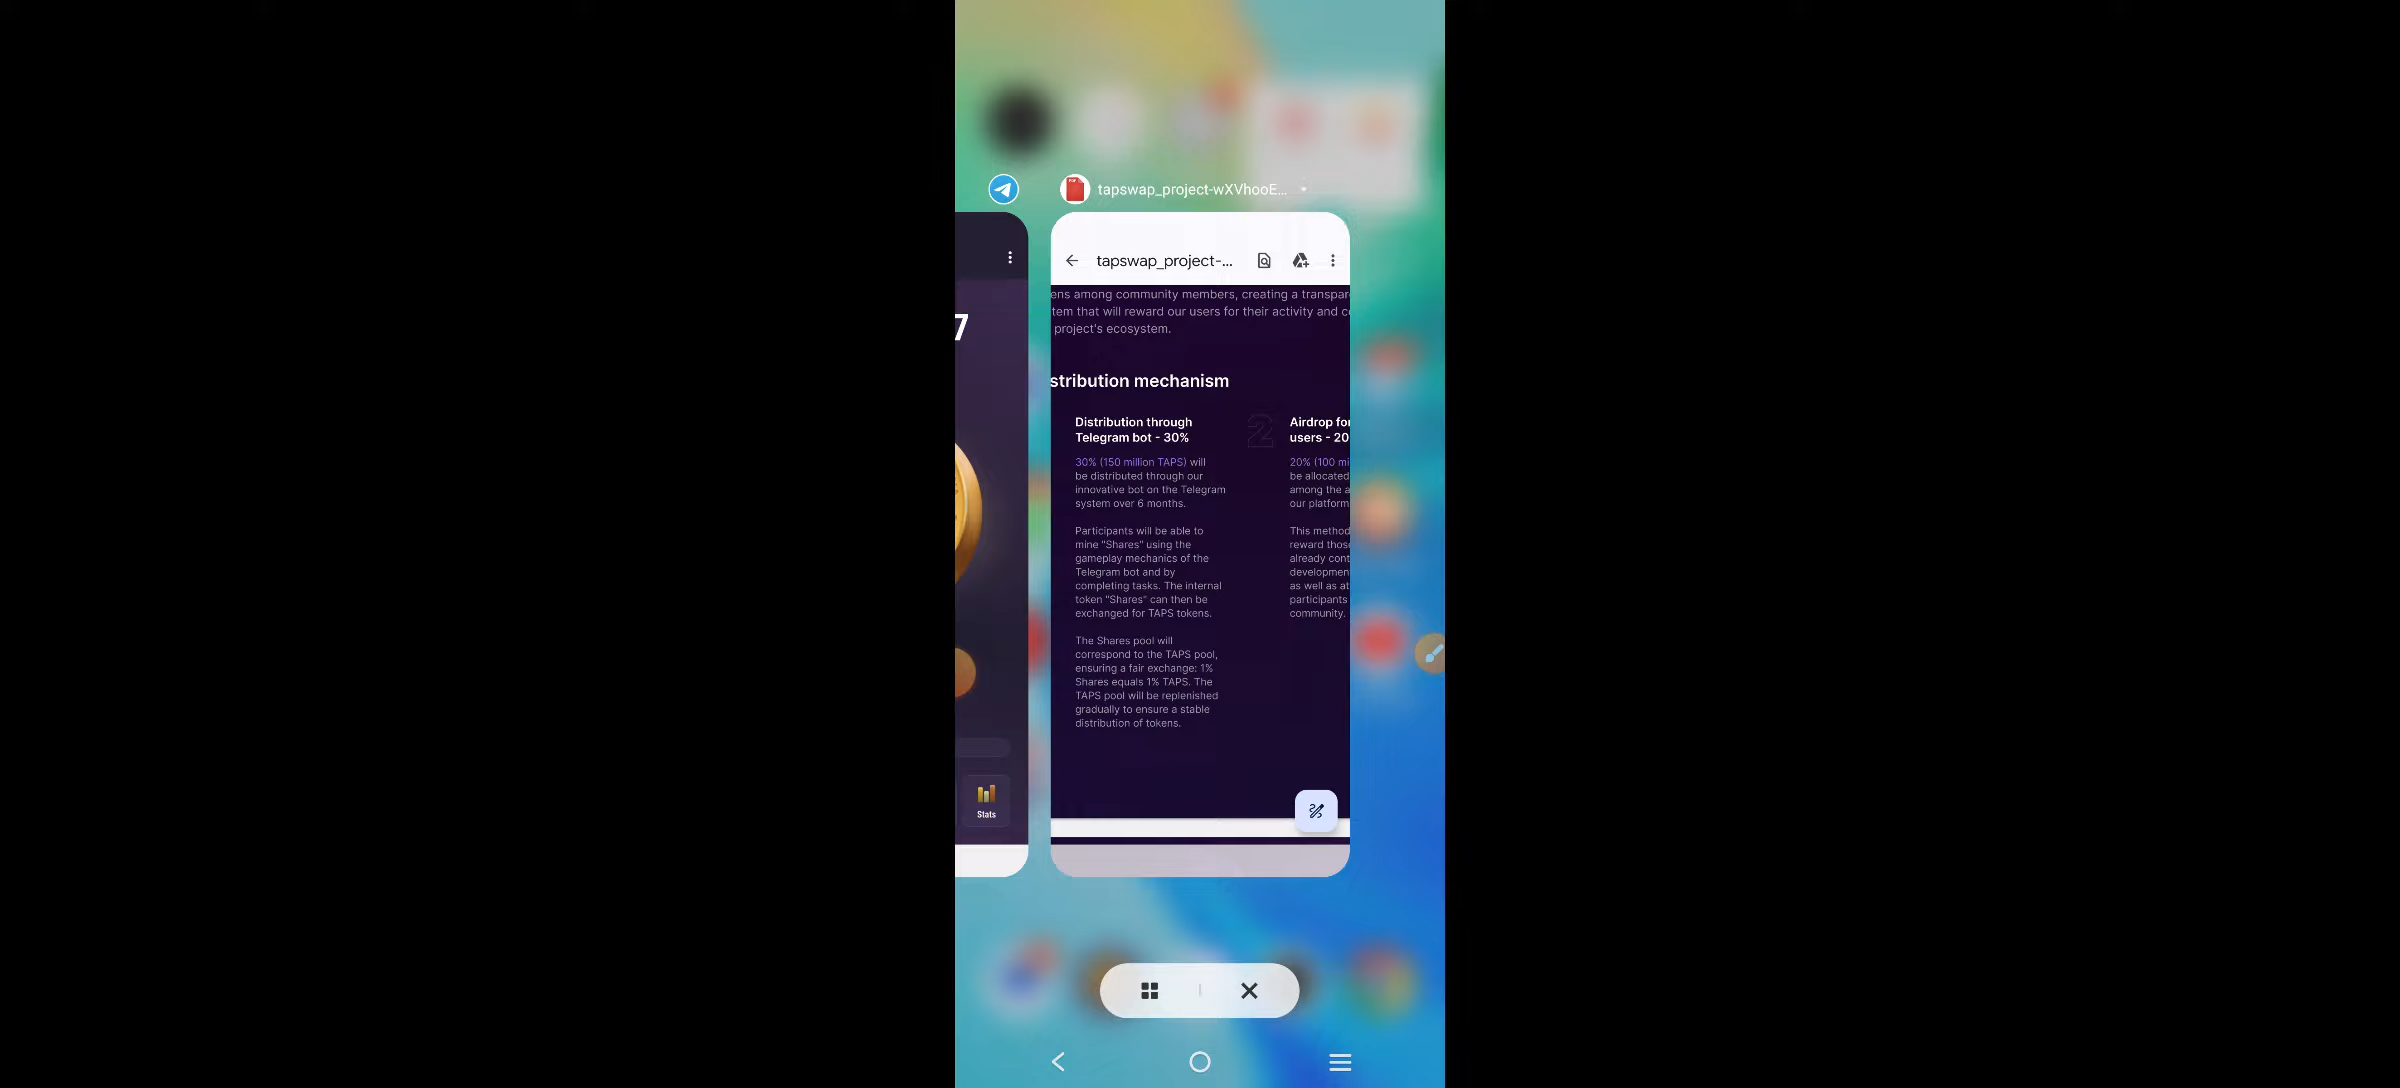 tapswap_project-wXVhooE...
tapswap_project-...
7
ens among community members, creating a transpar
tem that will reward our users for their activity and c
project's ecosystem.
stribution mechanism
Distribution through
Telegram bot - 30%
30% (150 million TAPS) will
be distributed through our
innovative bot on the Telegram
system over 6 months.
Participants will be able to
mine "Shares" using the
gameplay mechanics of the
Telegram bot and by
completing tasks. The internal
token "Shares" can then be
exchanged for TAPS tokens.
The Shares pool will
correspond to the TAPS pool,
ensuring a fair exchange: 1%
Shares equals 1% TAPS. The
TAPS pool will be replenished
gradually to ensure a stable
distribution of tokens.
2
Airdrop for
users - 20
20% (100 mi
be allocated
among the a
our platform
This method
reward those
already cont
developmen
as well as at
participants
community.
Stats